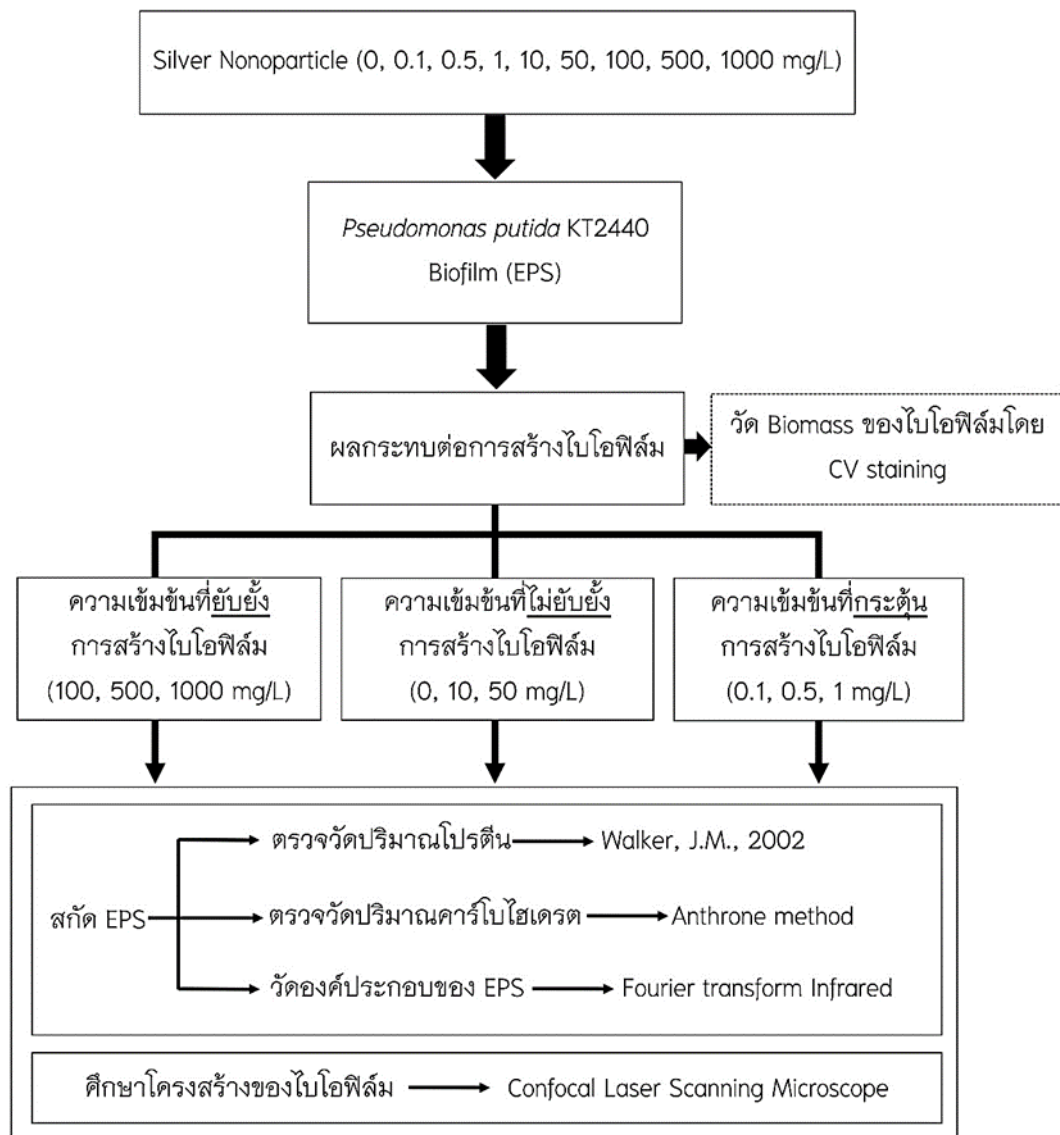 Silver Nonoparticle (0, 0.1, 0.5, 1, 10, 50, 100, 500, 1000 mg/L)
Pseudomonas putida KT2440
Biofilm (EPS)
ผลกระทบต่อการสร้างไบโอฟิล์ม
วัด Biomass ของไบโอฟิล์มโดย
CV staining
ความเข้มข้นที่ยับยั้ง
การสร้างไบโอฟิล์ม
(100, 500, 1000 mg/L)
ความเข้มข้นที่ไม่ยับยั้ง
การสร้างไบโอฟิล์ม
(0, 10, 50 mg/L)
ความเข้มข้นที่กระตุ้น
การสร้างไบโอฟิล์ม
(0.1, 0.5, 1 mg/L)
สกัด EPS
ตรวจวัดปริมาณโปรตีน
Walker, J.M., 2002
ตรวจวัดปริมาณคาร์โบไฮเดรต
Anthrone method
วัดองค์ประกอบของ EPS
Fourier transform Infrared
ศึกษาโครงสร้างของไบโอฟิล์ม
Confocal Laser Scanning Microscope